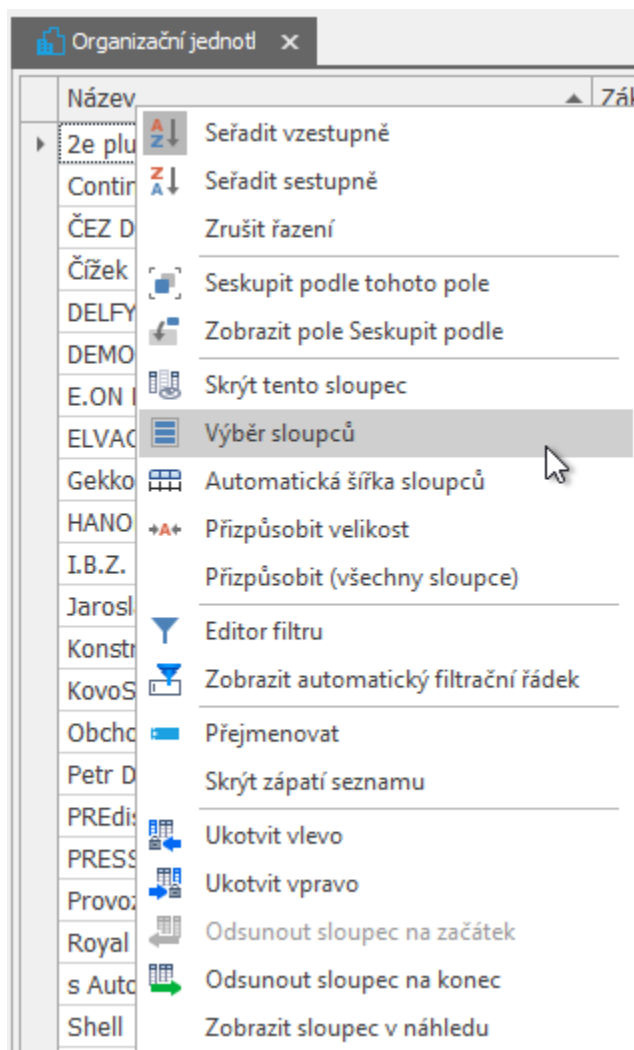 Organizační jednotl
Název
Seřadit vzestupně
Seřadit sestupně
Zrušit řazení
Seskupit podle tohoto pole
Zobrazit pole Seskupit podle
Skrýt tento sloupec
Výběr sloupců
Automatická šířka sloupců
Přizpůsobit velikost
Přizpůsobit (všechny sloupce)
Editor filtru
Zobrazit automatický filtrační řádek
Přejmenovat
Skrýt zápatí seznamu
Ukotvit vlevo
Ukotvit vpravo
Odsunout sloupec na začátek
Odsunout sloupec na konec
Zobrazit sloupec v náhledu
2e plu
Contin
ČEZ D
Čížek
DELFY
DEMO
E.ON
ELVAC
Gekko
HANO
I.B.Z.
Jarosl
Konstr
KovoS
Obcho
Petr D
PREdis
PRESS
Provoz
Royal
s Auto
Shell